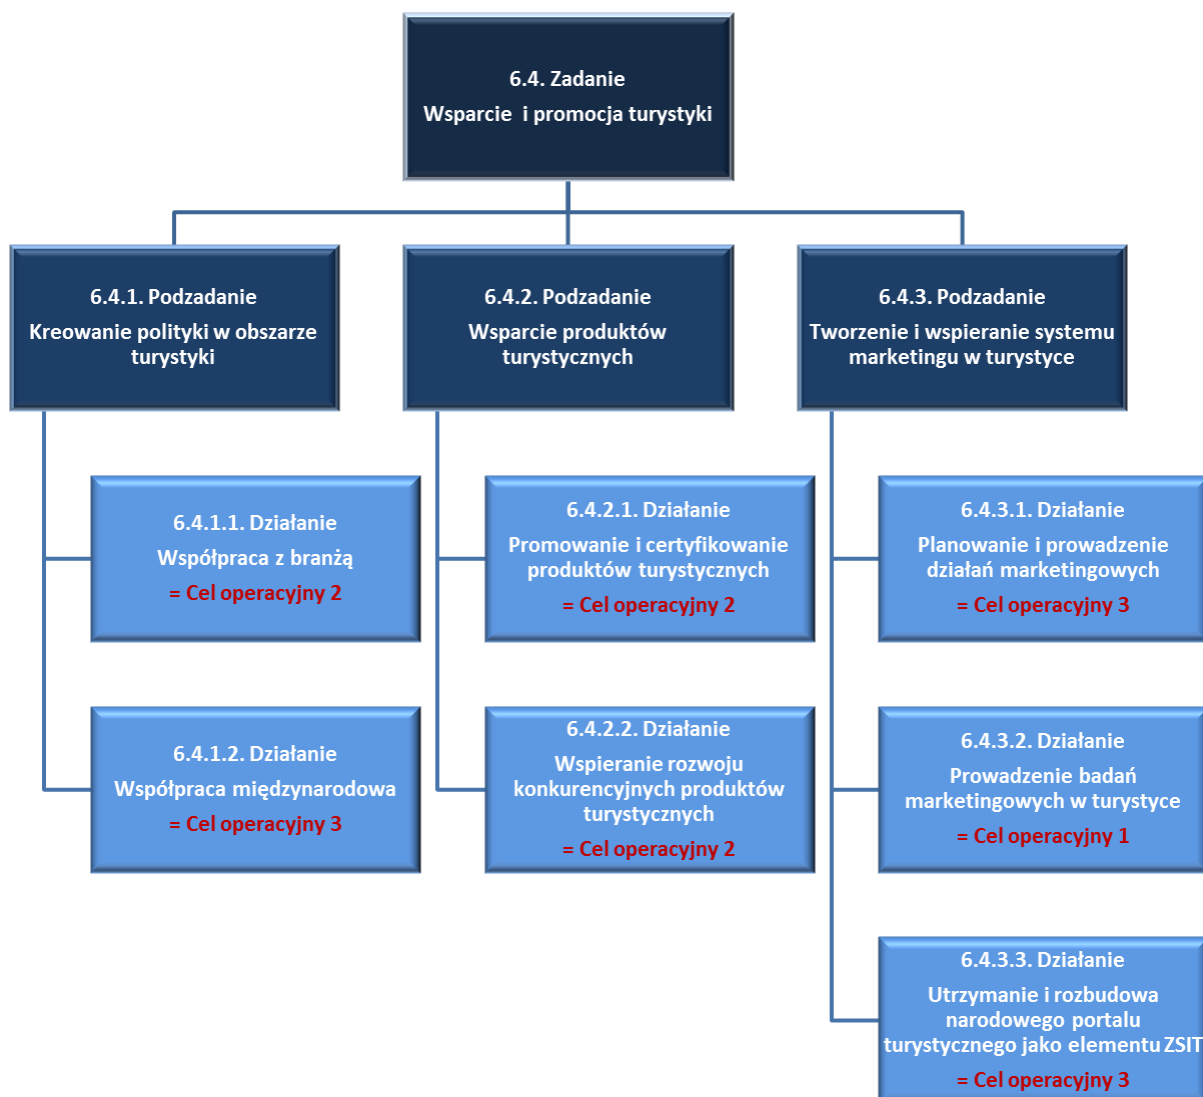 6.4. Zadanie
Wsparcie i promocja turystyki
6.4.1. Podzadanie
Kreowanie polityki w obszarze
turystyki
6.4.1.1. Działanie
Współpraca z branżą
= Cel operacyjny 2
6.4.1.2. Działanie
Współpraca międzynarodowa
= Cel operacyjny 3
6.4.2. Podzadanie
Wsparcie produktów
turystycznych
6.4.2.1. Działanie
Promowanie i certyfikowanie
produktów turystycznych
= Cel operacyjny 2
6.4.2.2. Działanie
Wspieranie rozwoju
konkurencyjnych produktów
turystycznych
= Cel operacyjny 2
6.4.3. Podzadanie
Tworzenie i wspieranie systemu
marketingu w turystyce
6.4.3.1. Działanie
Planowanie i prowadzenie
działań marketingowych
= Cel operacyjny 3
6.4.3.2. Działanie
Prowadzenie badań
marketingowych w turystyce
= Cel operacyjny 1
6.4.3.3. Działanie
Utrzymanie i rozbudowa
narodowego portalu
turystycznego jako elementu ZSIT
= Cel operacyjny 3